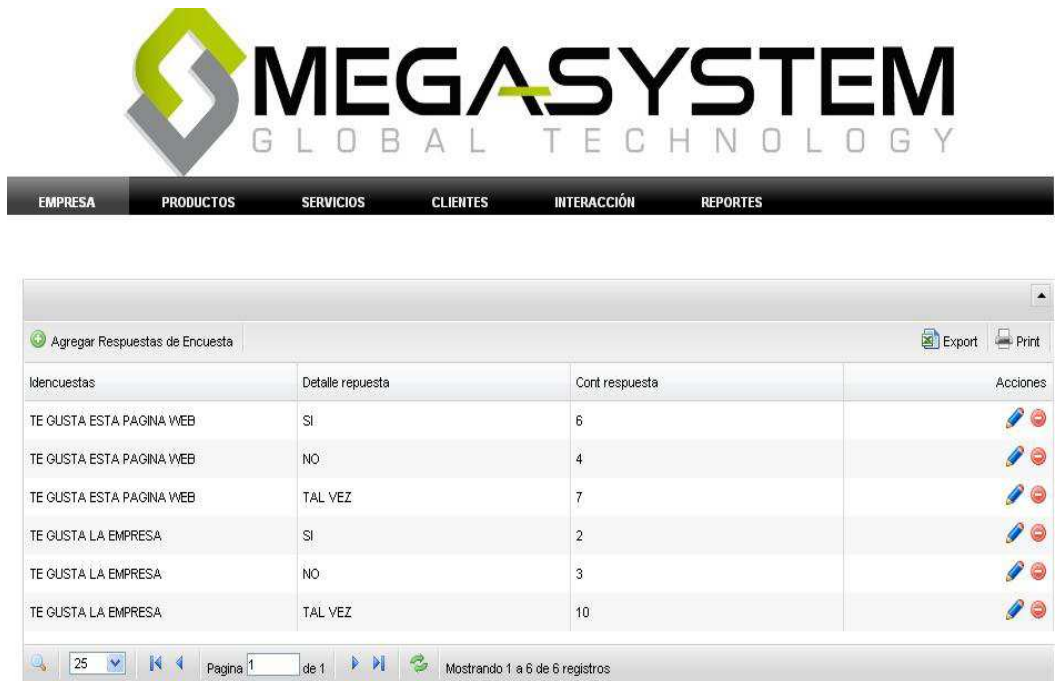 MEGASYSTEM
GLOBAL TECHNOLOGY
EMPRESA PRODUCTOS SERVICIOS CLIENTES INTERACCIÓN REPORTES
Agregar Respuestas de Encuesta Export Print
Idencuestas Detalle repuesta Cont respuesta Acciones
TE GUSTA ESTA PAGINA WEB SI 6
TE GUSTA ESTA PAGINA WEB NO 4
TE GUSTA ESTA PAGINA WEB TAL VEZ 7
TE GUSTA LA EMPRESA SI 2
TE GUSTA LA EMPRESA NO 3
TE GUSTA LA EMPRESA TAL VEZ 10
25 Pagina 1 de 1 Mostrando 1 a 6 de 6 registros